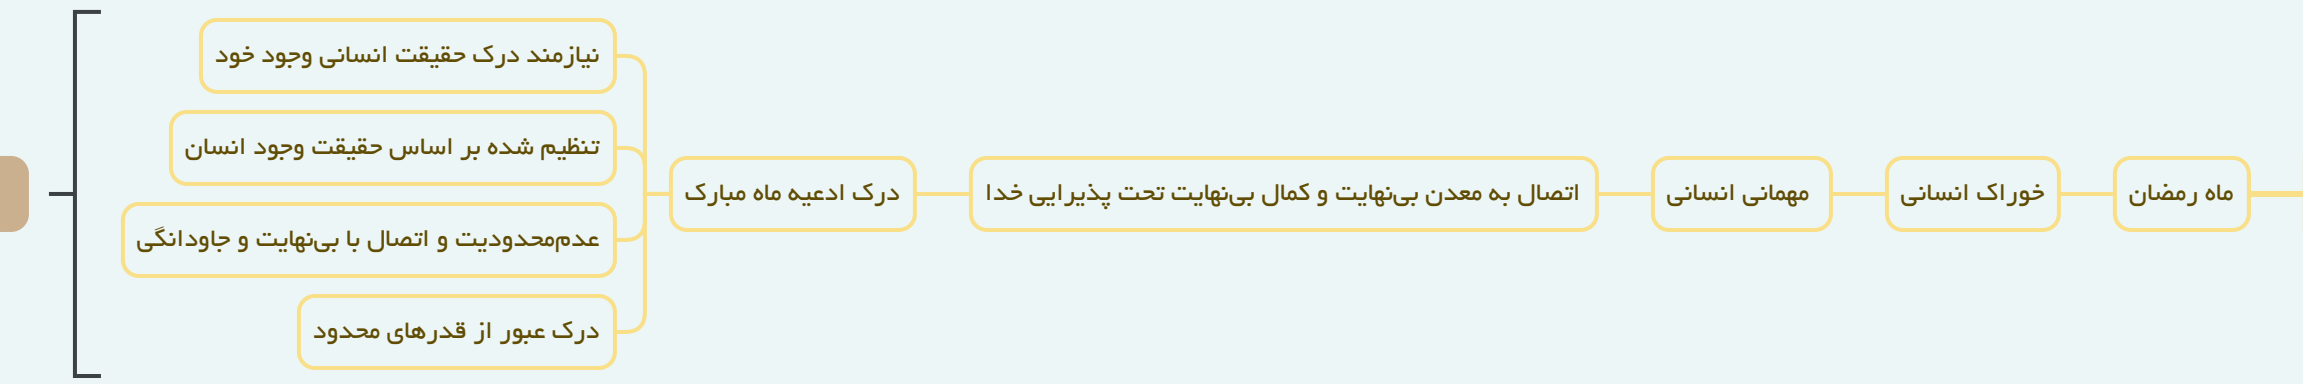 ماه رمضان
خوراک انسانی
مهمانی انسانی
اتصال به معدن بی‌نهایت و کمال بی‌نهایت تحت پذیرایی خدا
درک ادعیه ماه مبارک
نیازمند درک حقیقت انسانی وجود خود
تنظیم شده بر اساس حقیقت وجود انسان
عدم‌محدودیت و اتصال با بی‌نهایت و جاودانگی
درک عبور از قدرهای محدود